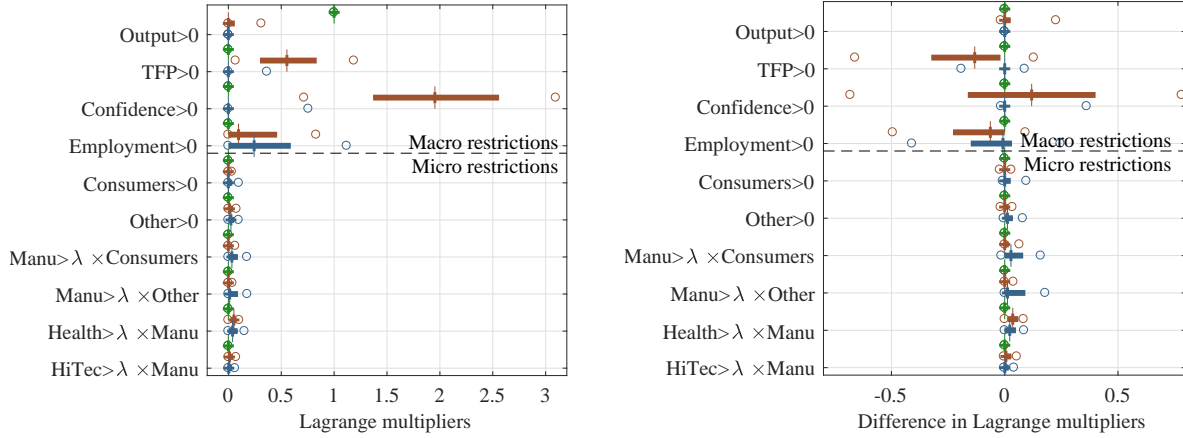 Output>0
TFP>0
Confidence>0
Employment>0
Macro restrictions
Micro restrictions
Consumers>0
Other>0
Manu>λ ×Consumers
Manu>λ ×Other
Health>λ ×Manu
HiTec>λ ×Manu
0 0.5 1 1.5 2 2.5 3
Lagrange multipliers
Output>0
TFP>0
Confidence>0
Employment>0
Macro restrictions
Micro restrictions
Consumers>0
Other>0
Manu>λ ×Consumers
Manu>λ ×Other
Health>λ ×Manu
HiTec>λ ×Manu
-0.5 0 0.5
Difference in Lagrange multipliers